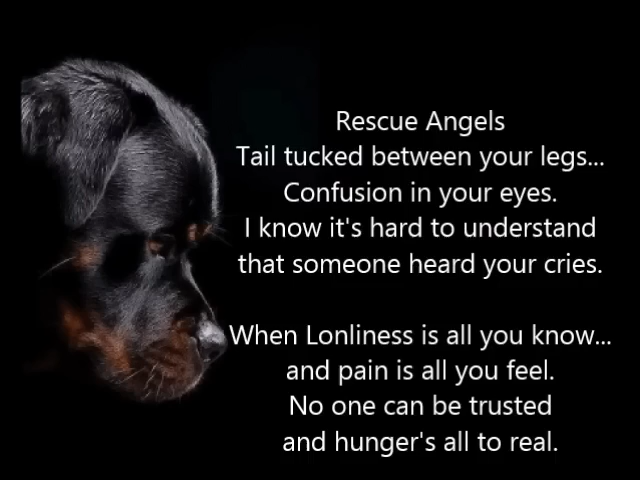 Rescue Angels
Tail tucked between your legs...
Confusion in your eyes.
I know it's hard to understand
that someone heard your cries.
When Lonliness is all you know...
and pain is all you feel.
No one can be trusted
and hunger's all to real.